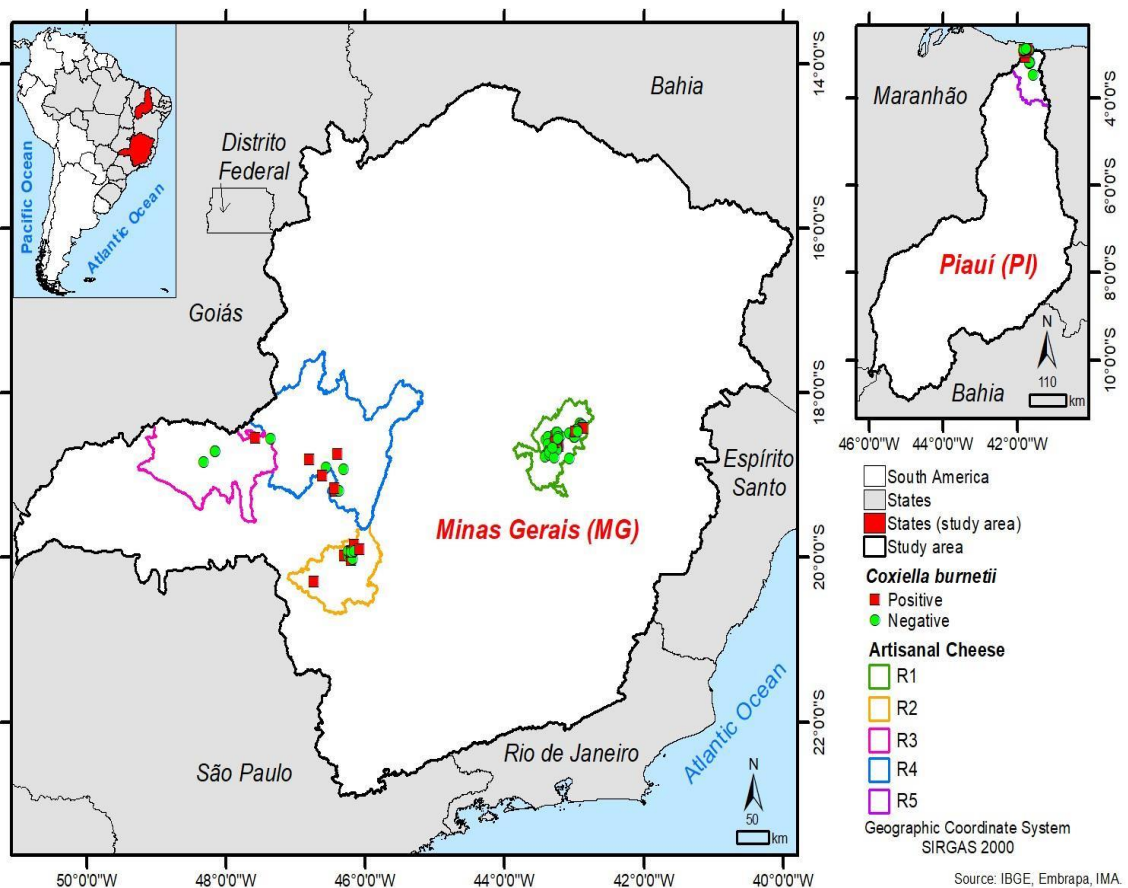 Pacific Ocean
Atlantic Ocean
Distrito
Federal
Bahia
Goiás
Minas Gerais (MG)
Espírito
Santo
São Paulo
Rio de Janeiro
Atlantic Ocean
N
50
km
14°0'0"S
16°0'0"S
18°0'0"S
20°0'0"S
22°0'0"S
50°0'0"W
48°0'0"W
46°0'0"W
44°0'0"W
42°0'0"W
40°0'0"W
Maranhão
Piauí (PI)
Bahia
N
110
km
4°0'0"S
6°0'0"S
8°0'0"S
10°0'0"S
46°0'0"W
44°0'0"W
42°0'0"W
South America
States
States (study area)
Study area
Coxiella burnetii
Positive
Negative
Artisanal Cheese
R1
R2
R3
R4
R5
Geographic Coordinate System
SIRGAS 2000
Source: IBGE, Embrapa, IMA.